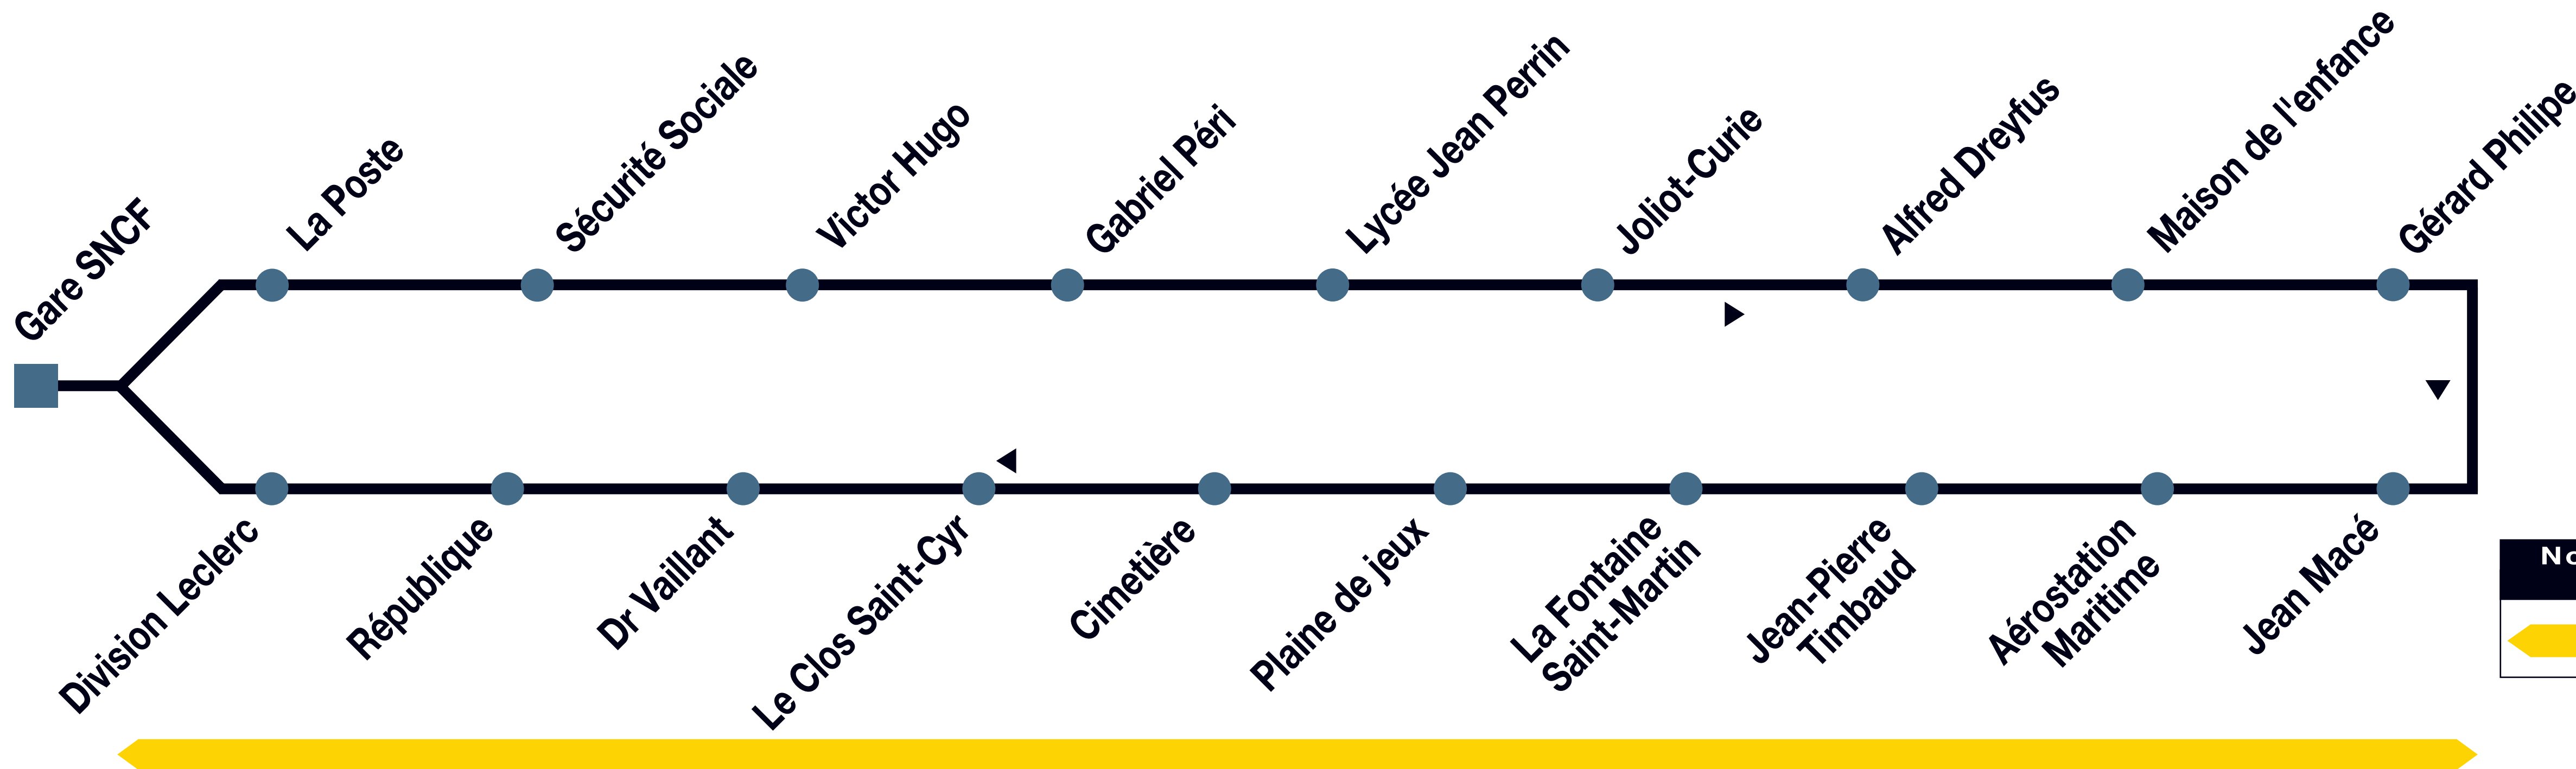 Gare SNCF
La Poste
Sécurité Sociale
Victor Hugo
Gabriel Péri
Lycée Jean Perrin
Joliot-Curie
Alfred Dreyfus
Maison de l'enfance
Gérard Philipe
Division Leclerc
République
Dr Vaillant
Le Clos Saint-Cyr
Cimetière
Plaine de jeux
La Fontaine
Saint-Martin
Jean-Pierre
Timbaud
Aérostation
Maritime
Jean Macé